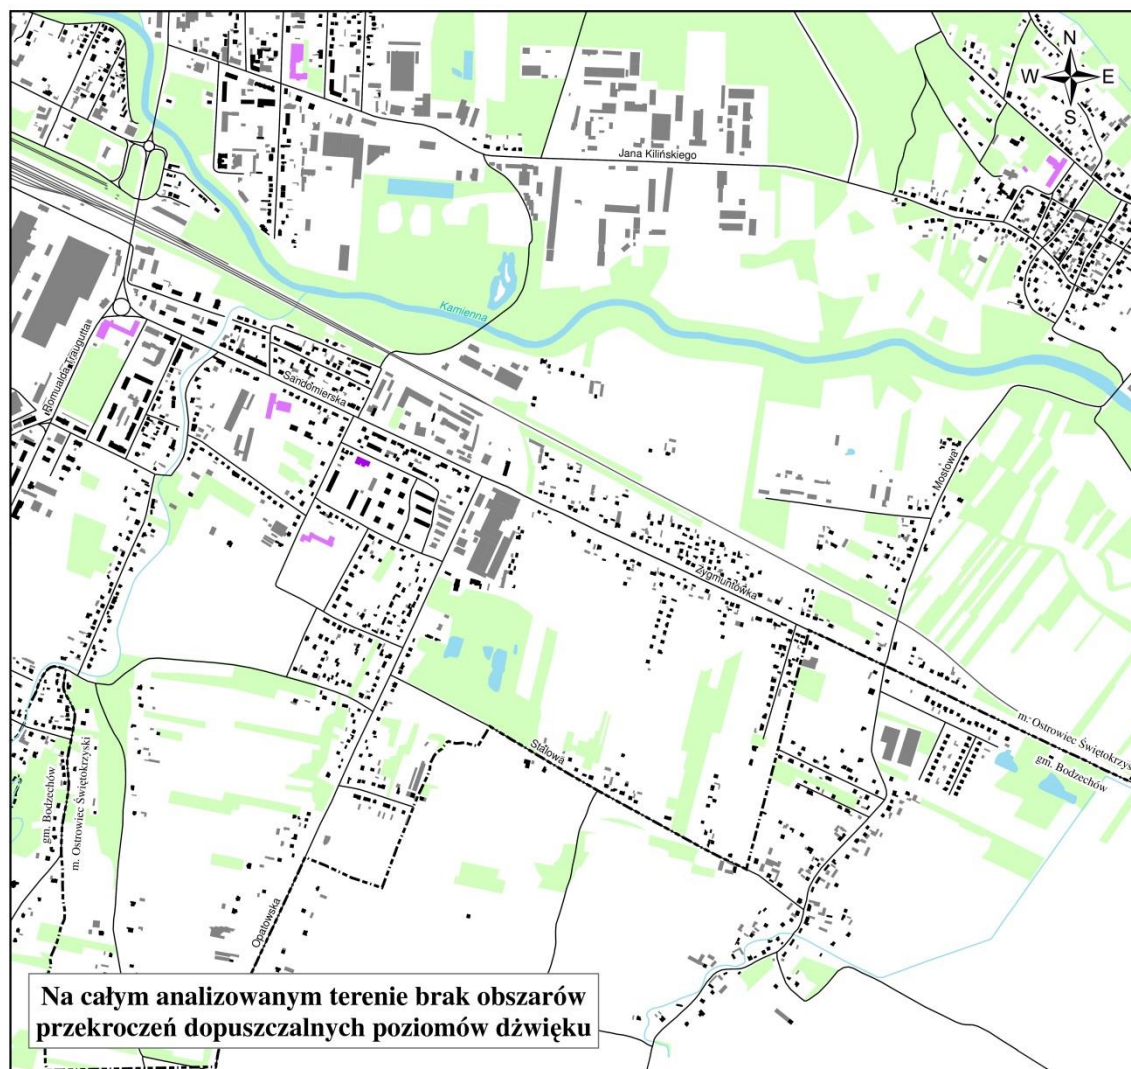 N
W E
S
Jana Kilińskiego
Kamienna
Romualda Traugutta
Sandomierska
Mostowa
Zygmuntówka
m. Ostrowiec Świętokrzys
gm. Bodzechów
Stalowa
gm. Bodzechów
m. Ostrowiec Świętokrzyski
Opatowska
Na całym analizowanym terenie brak obszarów
przekroczeń dopuszczalnych poziomów dźwięku